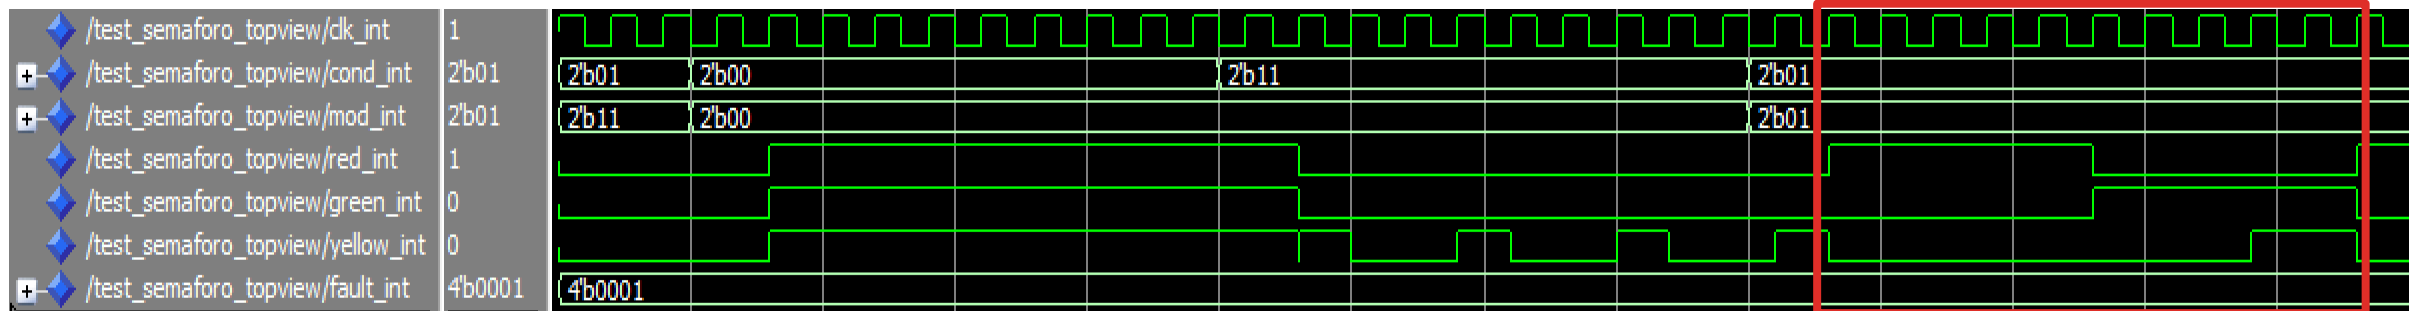 /test_semaforo_topview/clk_int 1
/test_semaforo_topview/cond_int 2'b01 2'b01 2'b00 2'b11 2'b01
/test_semaforo_topview/mod_int 2'b01 2'b11 2'b00 2'b01
/test_semaforo_topview/red_int 1
/test_semaforo_topview/green_int 0
/test_semaforo_topview/yellow_int 0
/test_semaforo_topview/fault_int 4'b0001 4'b0001